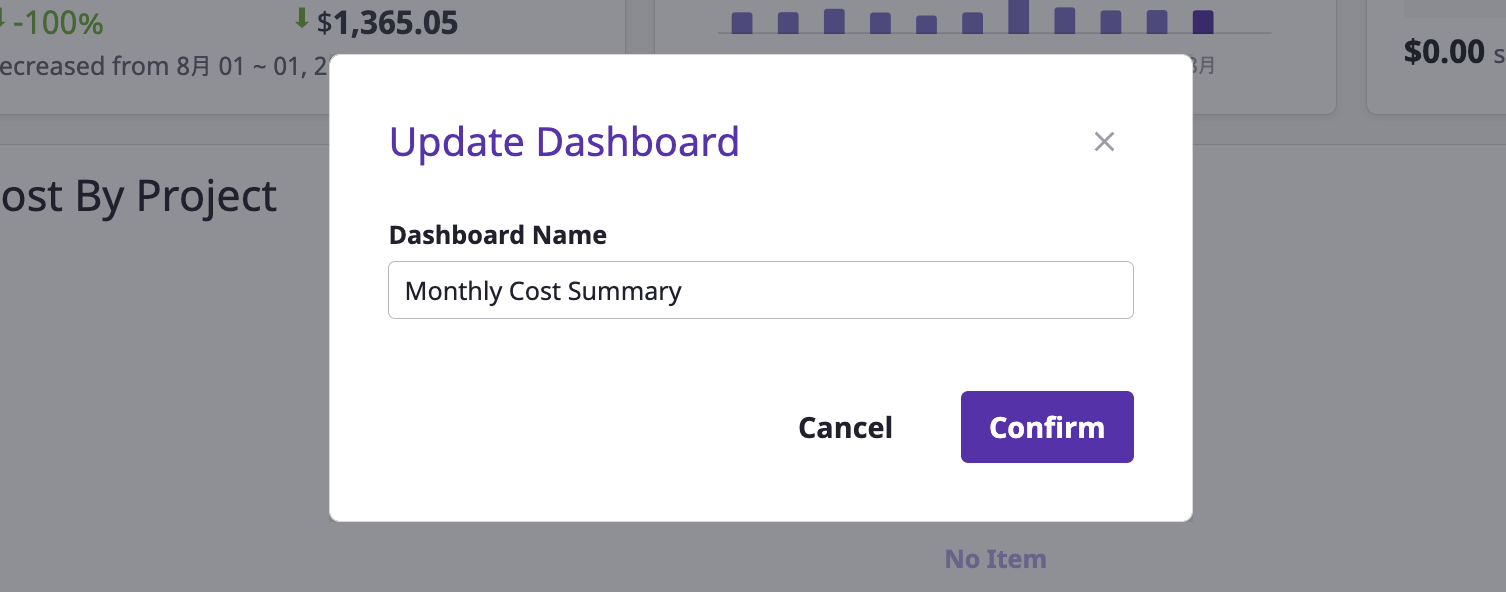 -100%
$1,365.05
ecreased from 8月 01 ~ 01, 2
月
$0.00 s
Update Dashboard
ost By Project
Dashboard Name
Monthly Cost Summary
Cancel
Confirm
No Item